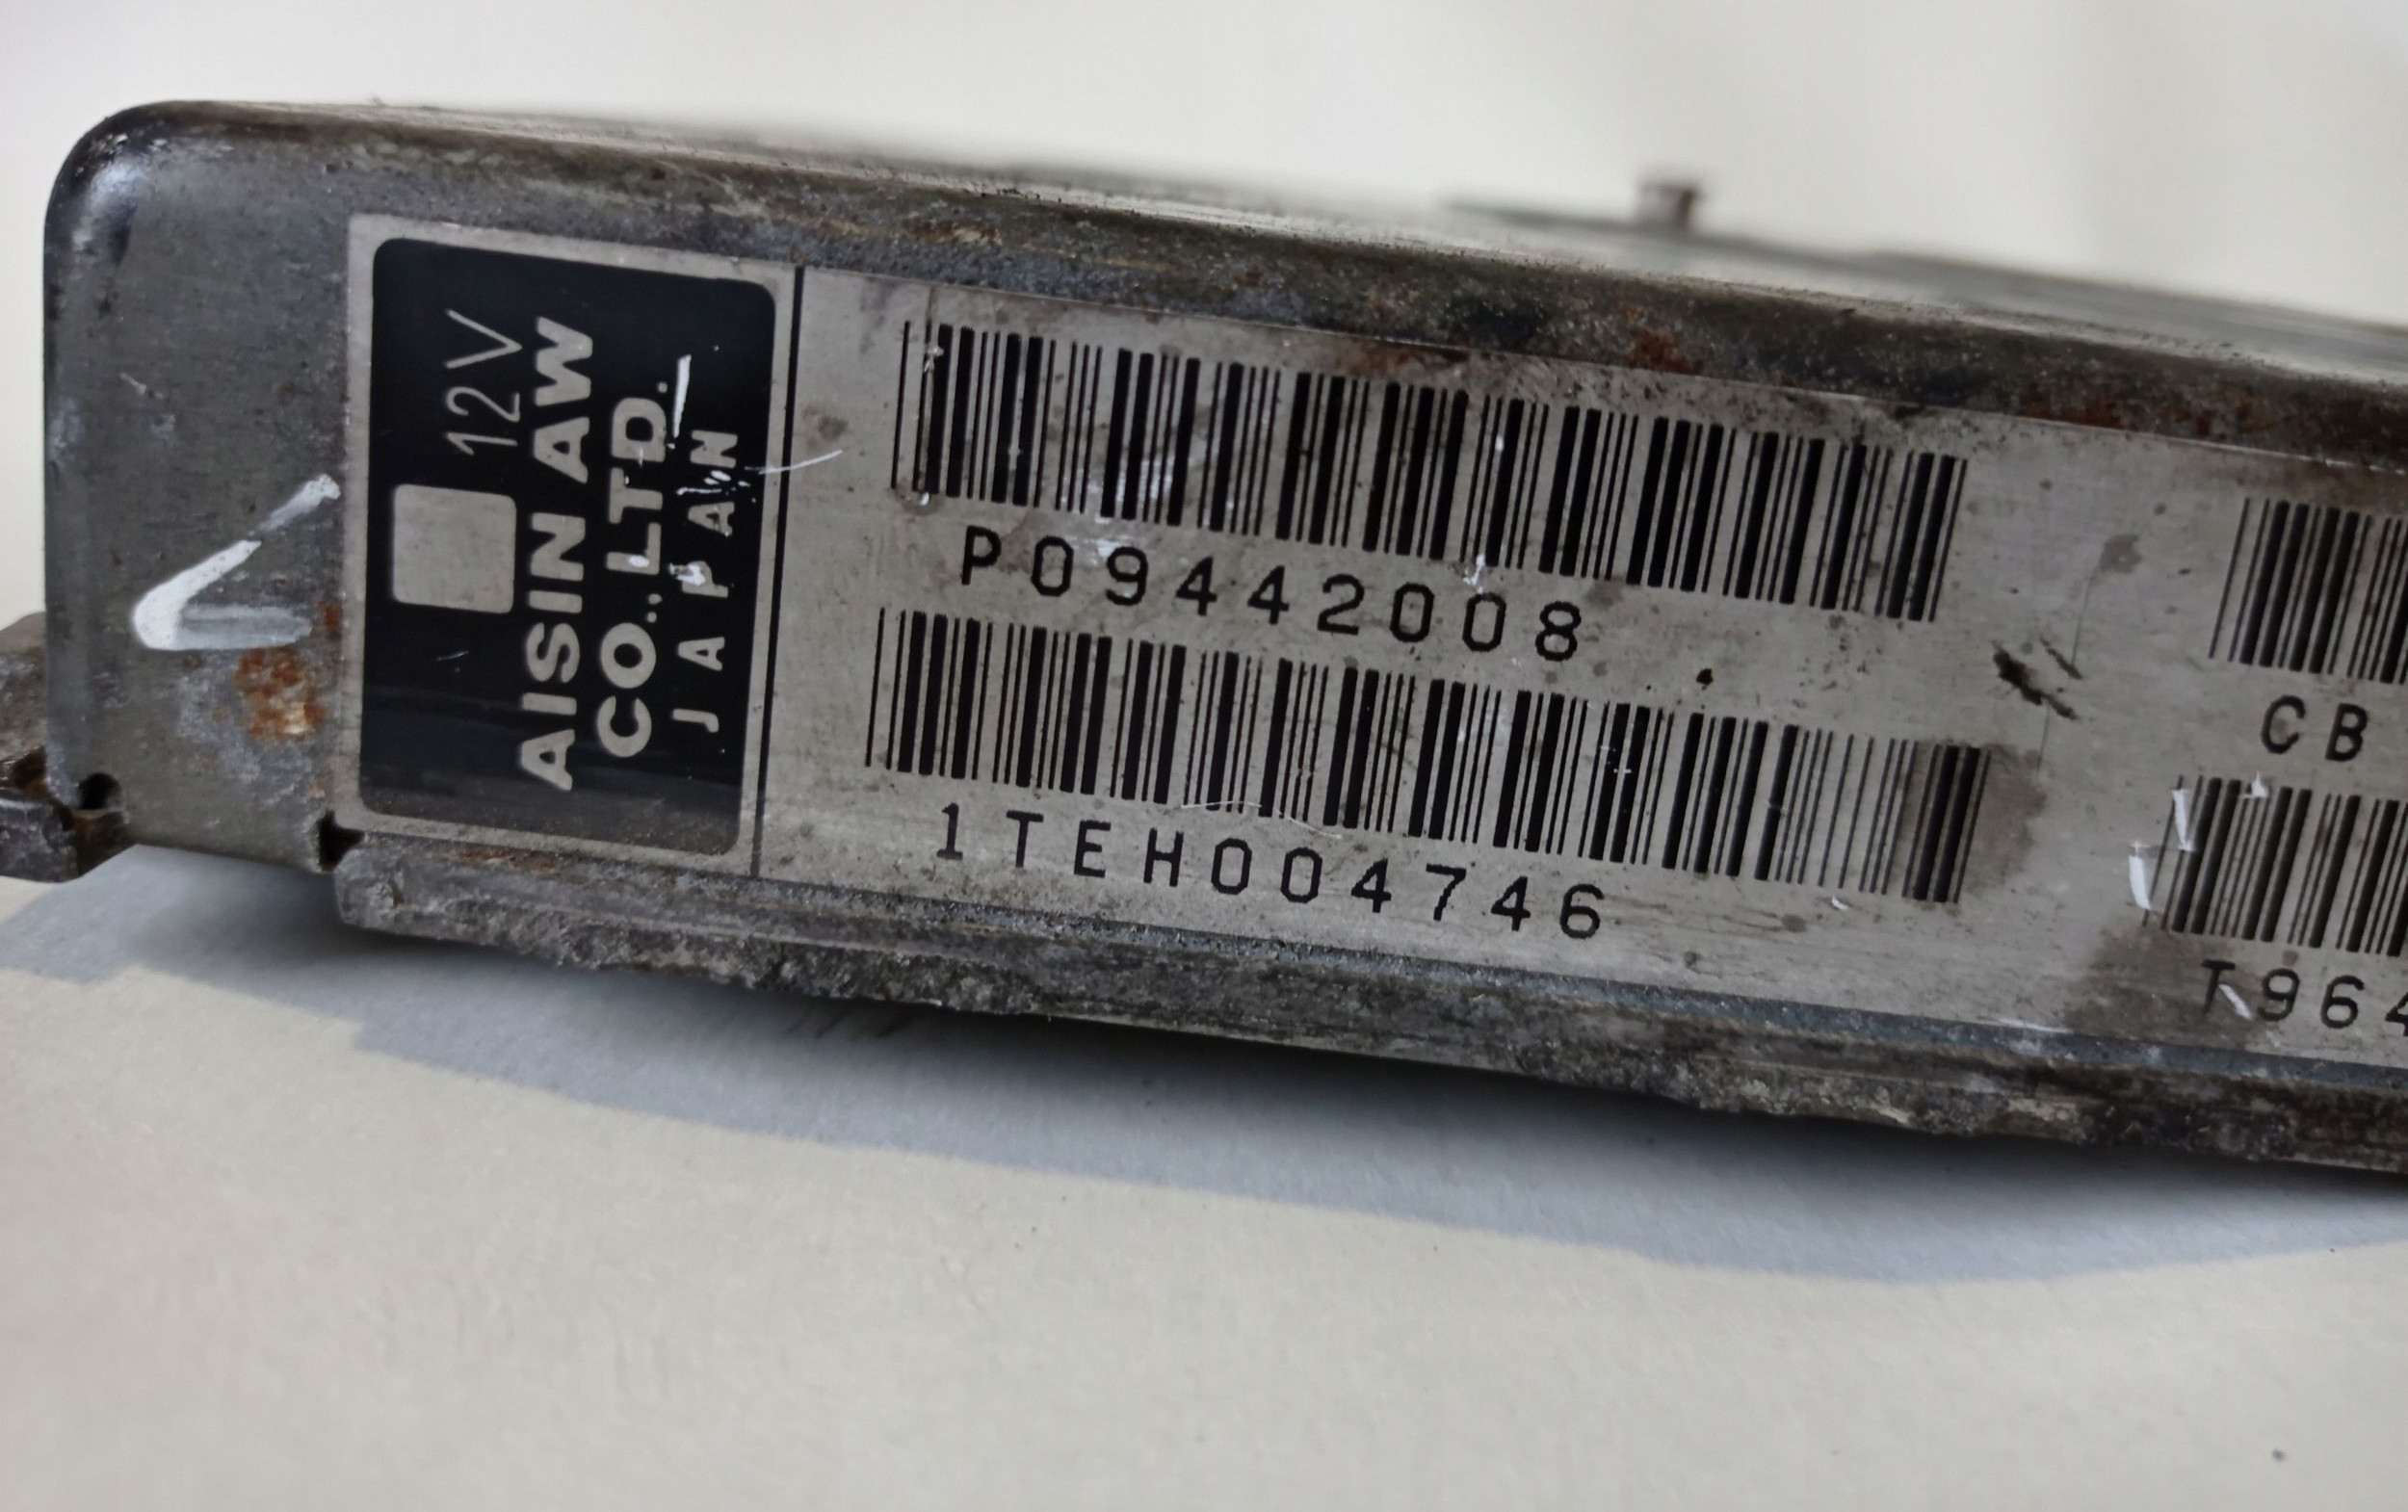 12V
AISIN AW
CO.,LTD.
JAPAN
P09442008
1TEH004746
CB
T964